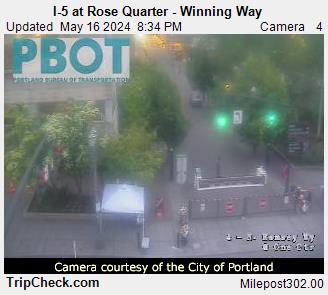 I-5 at Rose Quarter - Winning Way
Updated May 16 2024 8:34 PM Camera 4
PBOT
PORTLAND BUREAU OF TRANSPORTATION
Camera courtesy of the City of Portland
TripCheck.com Milepost302.00